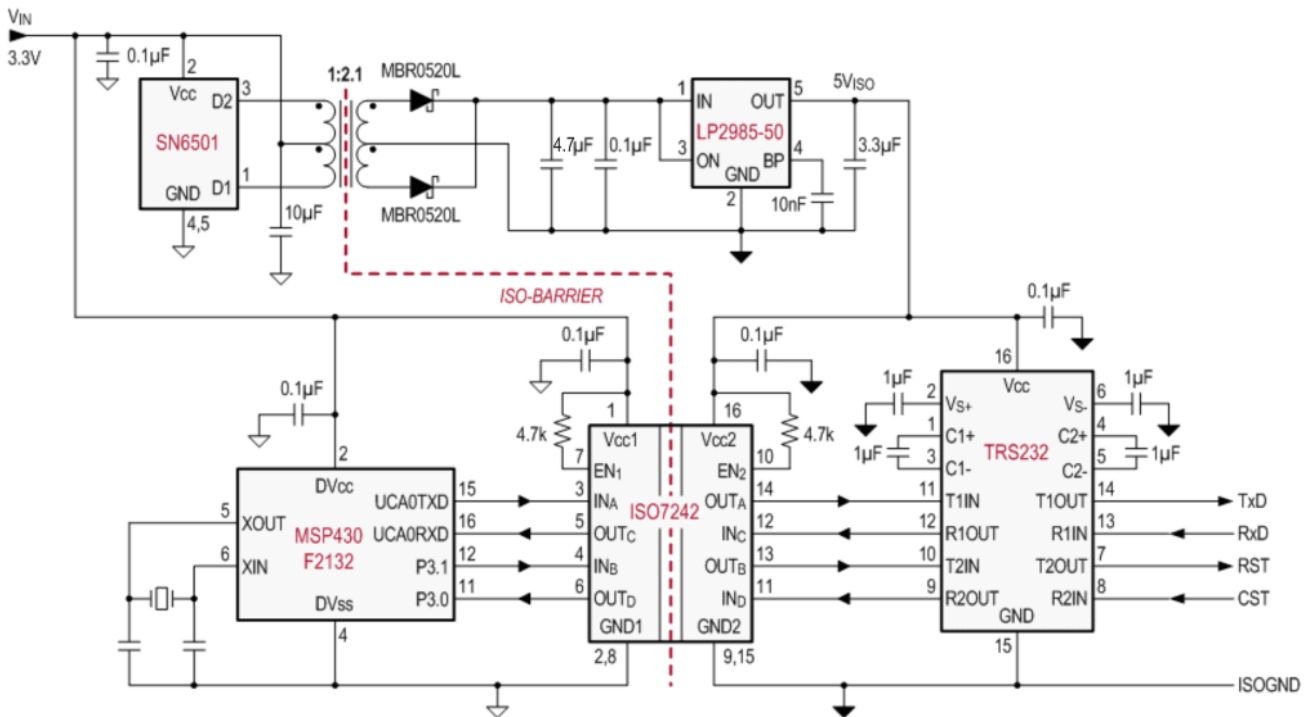 VIN
3.3V
0.1µF
2
Vcc
D2
3
SN6501
D1
1
GND
4,5
10µF
1:2.1
MBR0520L
MBR0520L
4.7µF
0.1µF
1
IN
OUT
5
LP2985-50
3
ON
BP
4
GND
2
10nF
5VISO
3.3µF
ISO-BARRIER
0.1µF
0.1µF
0.1µF
0.1µF
4.7k
4.7k
2
DVcc
5
XOUT
6
XIN
MSP430
F2132
UCA0TXD
15
UCA0RXD
16
P3.1
12
P3.0
11
DVss
4
1
Vcc1
7
EN1
3
INA
5
OUTC
4
INB
6
OUTD
GND1
2,8
ISO7242
16
Vcc2
EN2
10
OUTA
14
INC
12
OUTB
13
IND
11
GND2
9,15
16
Vcc
1µF
2
VS+
1
C1+
1µF
3
C1-
TRS232
VS-
6
1µF
C2+
4
C2-
5
1µF
11
T1IN
T1OUT
14
TxD
12
R1OUT
R1IN
13
RxD
10
T2IN
T2OUT
7
RST
9
R2OUT
R2IN
8
CST
GND
15
ISOGND